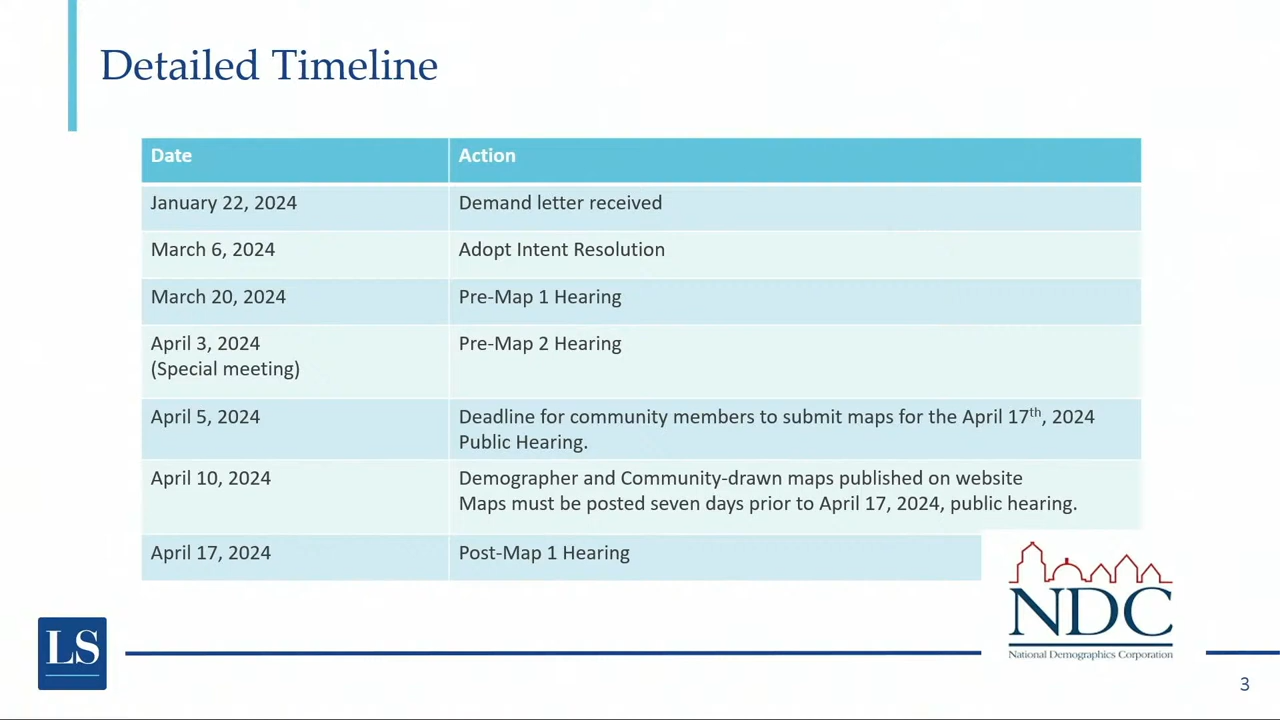 Detailed Timeline
Date Action
January 22, 2024 Demand letter received
March 6, 2024 Adopt Intent Resolution
March 20, 2024 Pre-Map 1 Hearing
April 3, 2024 Pre-Map 2 Hearing
(Special meeting)
April 5, 2024 Deadline for community members to submit maps for the April 17th, 2024
Public Hearing.
April 10, 2024 Demographer and Community-drawn maps published on website
Maps must be posted seven days prior to April 17, 2024, public hearing.
April 17, 2024 Post-Map 1 Hearing
NDC
National Demographics Corporation
LS
3